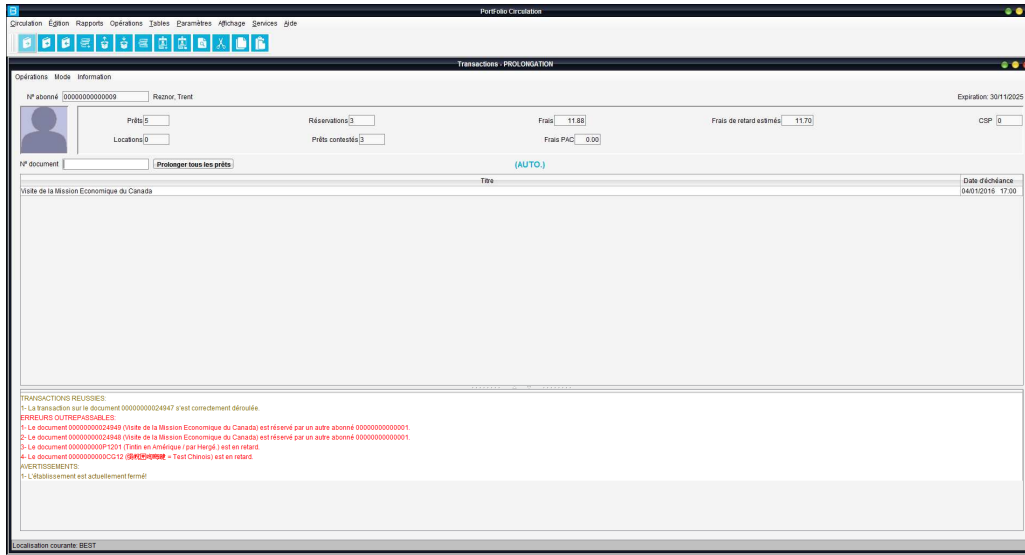 PortFolio Circulation
Circulation Égition Rapports Opérations Tables Paramètres Affichage Services Aide
Transactions - PROLONGATION
Opérations Mode Information
N° abonné 00000000000009 Reznor, Trent Expiration: 30/11/2025
Prêts 5 Réservations 3 Frais 11.88 Frais de retard estimés 11.70 CSP 0
Locations 0 Prêts contestés 3 Frais PAC 0.00
N° document Prolonger tous les prêts (AUTO.)
Titre Date d'échéance
Visite de la Mission Economique du Canada 04/01/2016 17:00
TRANSACTIONS REUSSIES:
1- La transaction sur le document 00000000024947 s'est correctement déroulée.
ERREURS OUTREPASSABLES:
1- Le document 00000000024949 (Visite de la Mission Economique du Canada) est réservé par un autre abonné 00000000000001.
2- Le document 00000000024948 (Visite de la Mission Economique du Canada) est réservé par un autre abonné 00000000000001.
3- Le document 000000000P1201 (Tintin en Amérique / par Hergé.) est en retard.
4- Le document 0000000000CG12 ( = Test Chinois) est en retard.
AVERTISSEMENTS:
1- L'établissement est actuellement fermé!
Localisation courante: BEST